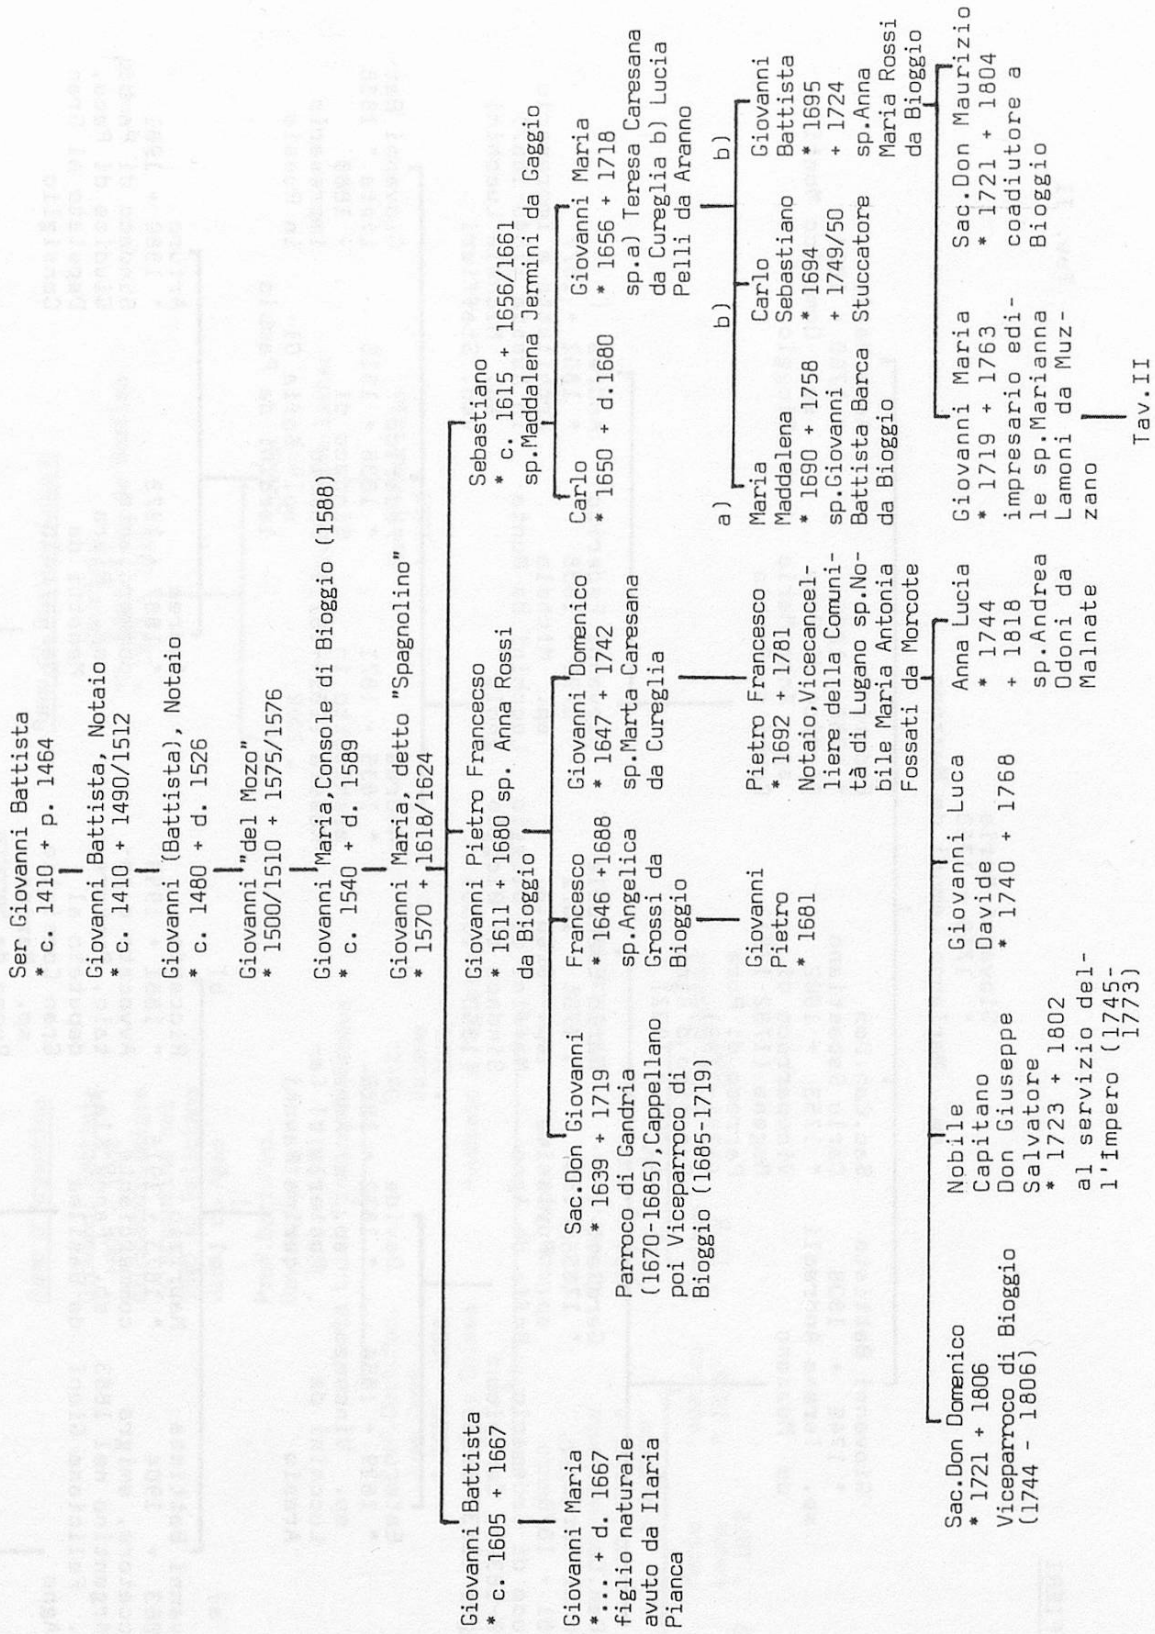 Ser Giovanni Battista
* c. 1410 + p. 1464
Giovanni Battista, Notaio
* c. 1410 + 1490/1512
Giovanni (Battista), Notaio
* c. 1480 + d. 1526
Giovanni "del Mozo"
* 1500/1510 + 1575/1576
Giovanni Maria,Console di Bioggio (1588)
* c. 1540 + d. 1589
Giovanni Maria, detto "Spagnolino"
* 1570 + 1618/1624
Giovanni Battista
* c. 1605 + 1667
Giovanni Maria
*... + d. 1667
figlio naturale
avuto da Ilaria
Pianca
Giovanni Pietro Francecso
* 1611 + 1680 sp. Anna Rossi
da Bioggio
Sebastiano
* c. 1615 + 1656/1661
sp.Maddalena Jermini da Gaggio
Sac.Don Giovanni
* 1639 + 1719
Parroco di Gandria
(1670-1685),Cappellano
poi Viceparroco di
Bioggio (1685-1719)
Francesco
* 1646 +1688
sp.Angelica
Grossi da
Bioggio
Giovanni Domenico
* 1647 + 1742
sp.Marta Caresana
da Cureglia
Carlo
* 1650 + d.1680
Giovanni Maria
* 1656 + 1718
sp.a) Teresa Caresana
da Cureglia b) Lucia
Pelli da Aranno
Giovanni
Pietro
* 1681
Pietro Francesco
* 1692 + 1781
Notaio,Vicecancel-
liere della Comuni-
tà di Lugano sp.No-
bile Maria Antonia
Fossati da Morcote
a)
Maria
Maddalena
* 1690 + 1758
sp.Giovanni
Battista Barca
da Bioggio
b)
Carlo
Sebastiano
* 1694
+ 1749/50
Stuccatore
b)
Giovanni
Battista
* 1695
+ 1724
sp.Anna
Maria Rossi
da Bioggio
Sac.Don Domenico
* 1721 + 1806
Viceparroco di Bioggio
(1744 - 1806)
Nobile
Capitano
Don Giuseppe
Salvatore
* 1723 + 1802
al servizio del-
l'Impero (1745-
1773)
Giovanni Luca
Davide
* 1740 + 1768
Anna Lucia
* 1744
+ 1818
sp.Andrea
Odoni da
Malnate
Giovanni Maria
* 1719 + 1763
impresario edi-
le sp.Marianna
Lamoni da Muz-
zano
Sac.Don Maurizio
* 1721 + 1804
coadiutore a
Bioggio
Tav.II